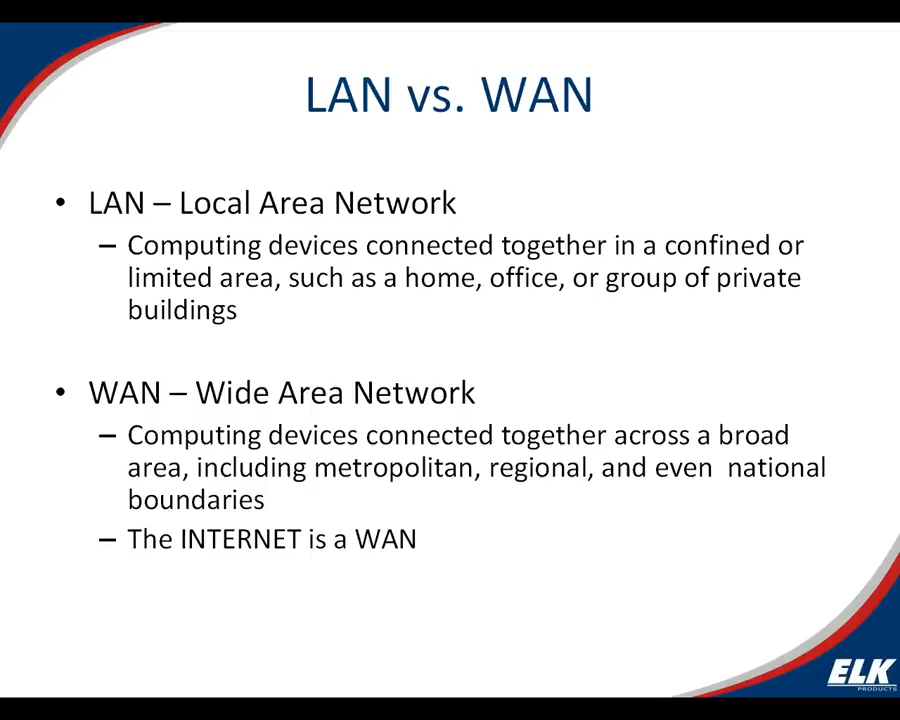 LAN vs. WAN
• LAN – Local Area Network
– Computing devices connected together in a confined or
limited area, such as a home, office, or group of private
buildings
• WAN – Wide Area Network
– Computing devices connected together across a broad
area, including metropolitan, regional, and even  national
boundaries
– The INTERNET is a WAN
ELK
PRODUCTS